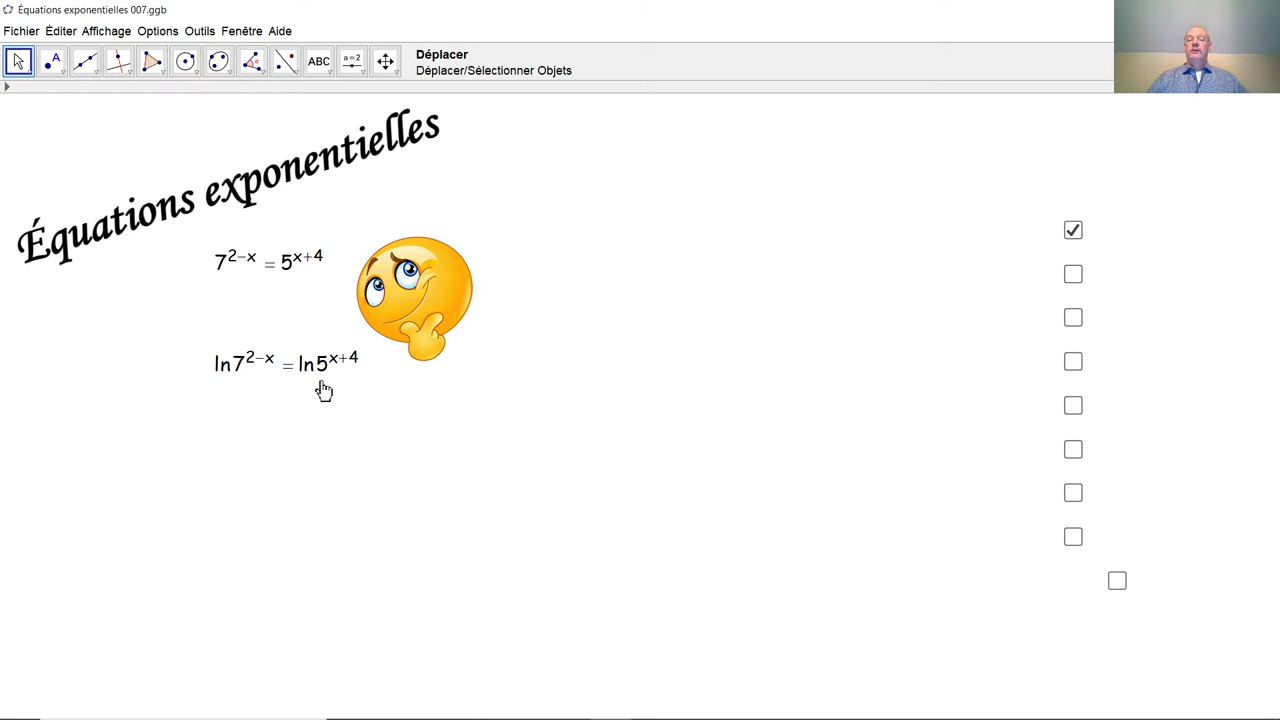 Équations exponentielles 007.ggb
Fichier Éditer Affichage Options Outils Fenêtre Aide
A
ABC
a=2
Déplacer
Déplacer/Sélectionner Objets
Équations exponentielles
7^{2−x} = 5^{x+4}
ln7^{2−x} = ln5^{x+4}